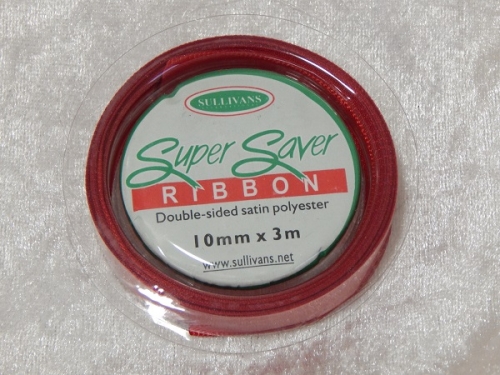 SULLIVANS
Super Saver
RIBBON
Double-sided satin polyester
10mm x 3m
www.sullivans.net